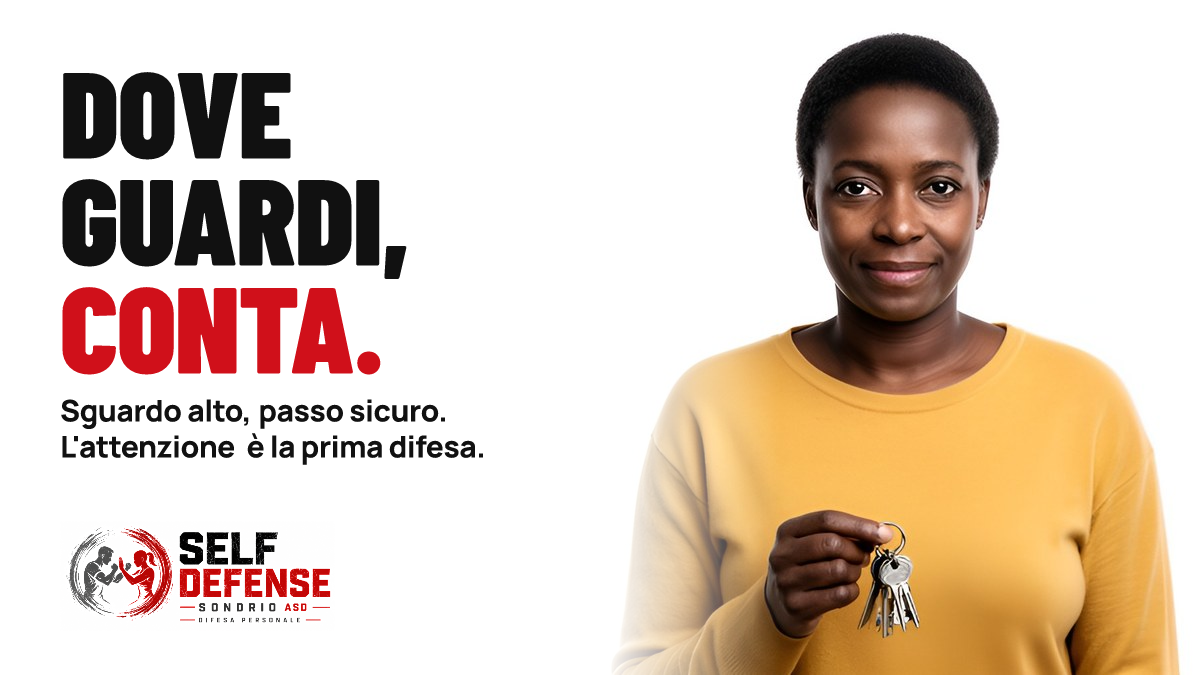 DOVE
GUARDI,
CONTA.
Sguardo alto, passo sicuro.
L'attenzione  è la prima difesa.
SELF
DEFENSE
SONDRIO ASD
DIFESA PERSONALE